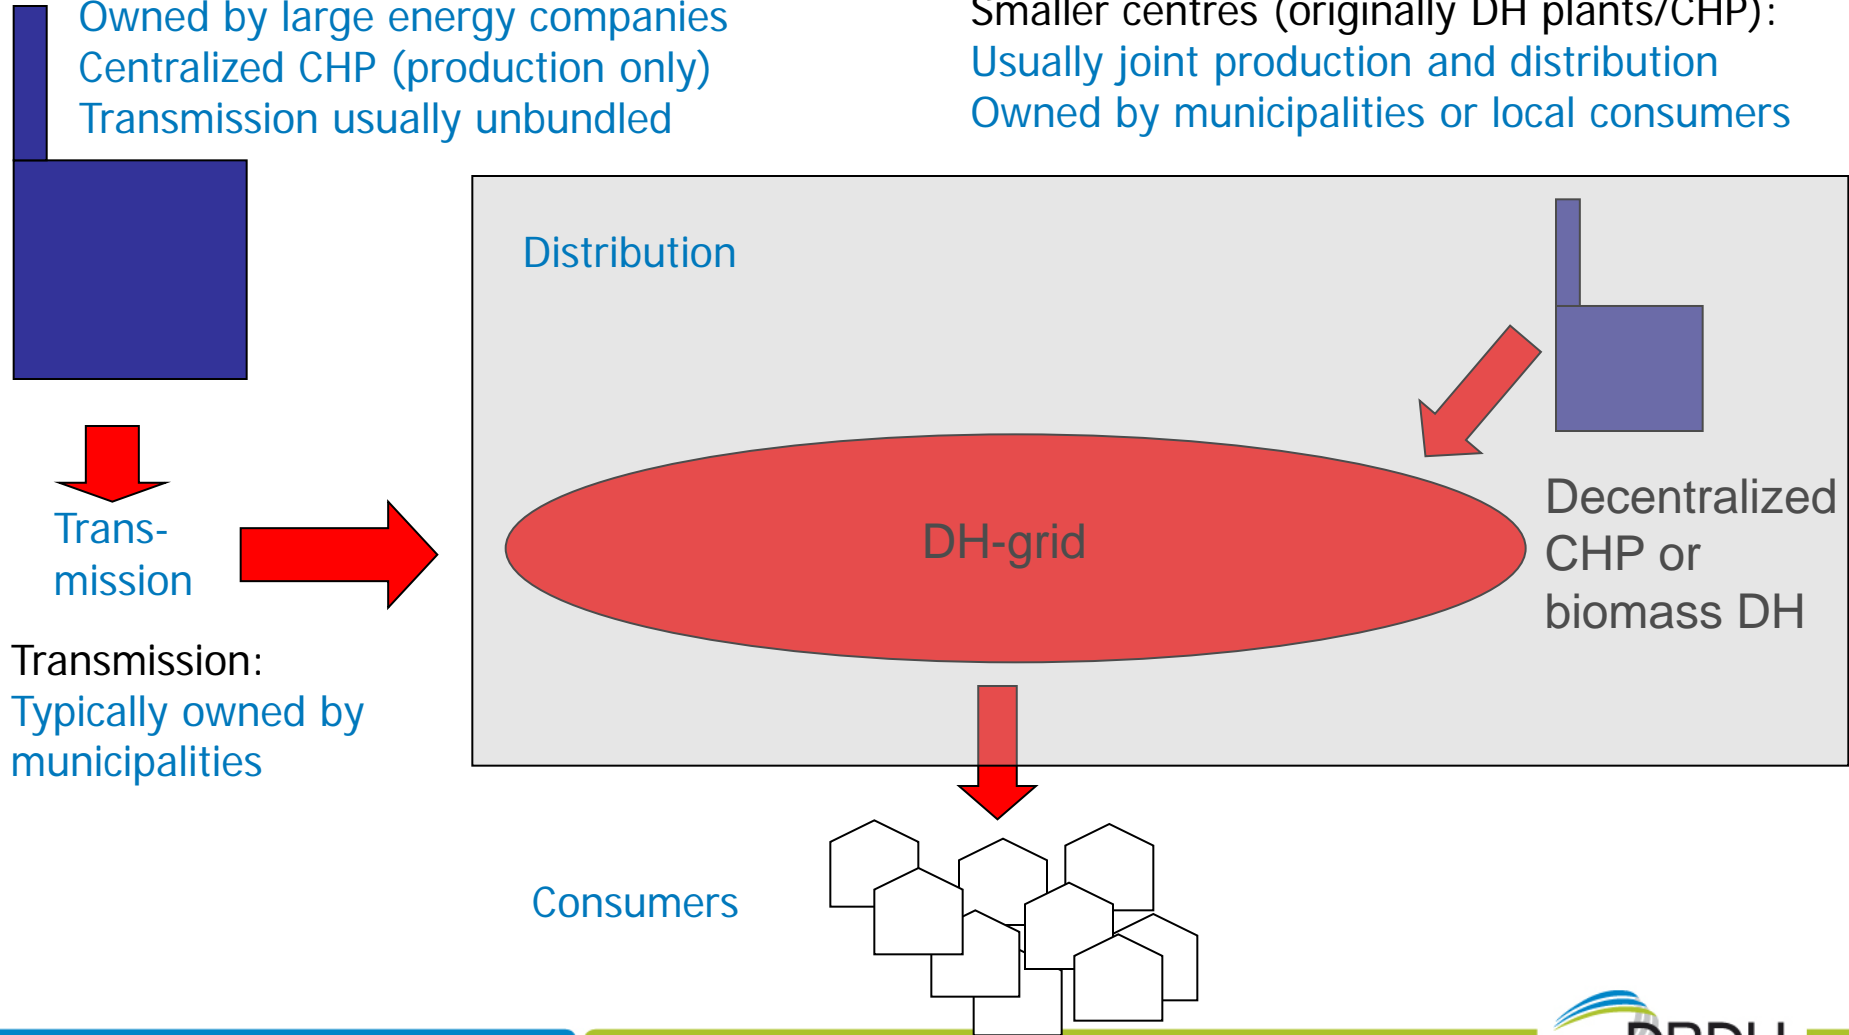 Owned by large energy companies
Centralized CHP (production only)
Transmission usually unbundled
Smaller centres (originally DH plants/CHP):
Usually joint production and distribution
Owned by municipalities or local consumers
Distribution
Trans-
mission
DH-grid
Decentralized
CHP or
biomass DH
Transmission:
Typically owned by
municipalities
Consumers